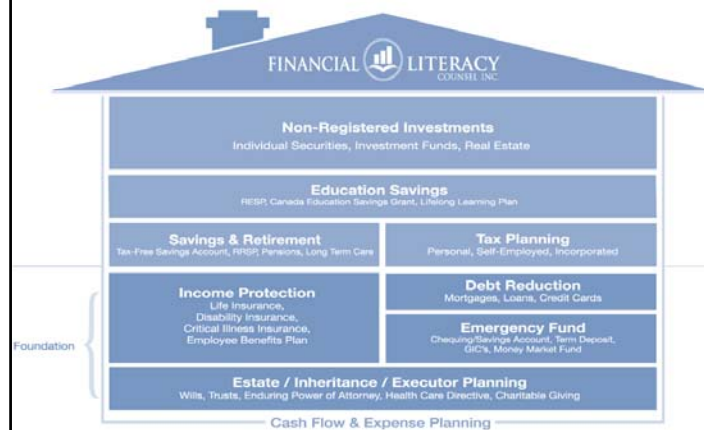 FINANCIAL LITERACY
COUNSEL INC.
Non-Registered Investments
Individual Securities, Investment Funds, Real Estate
Education Savings
RESP, Canada Education Savings Grant, Lifelong Learning Plan
Savings & Retirement
Tax-Free Savings Account, RRSP, Pensions, Long Term Care
Tax Planning
Personal, Self-Employed, Incorporated
Income Protection
Life Insurance,
Disability Insurance,
Critical Illness Insurance,
Employee Benefits Plan
Debt Reduction
Mortgages, Loans, Credit Cards
Emergency Fund
Chequing/Savings Account, Term Deposit,
GIC's, Money Market Fund
Foundation
Estate / Inheritance / Executor Planning
Wills, Trusts, Enduring Power of Attorney, Health Care Directive, Charitable Giving
Cash Flow & Expense Planning